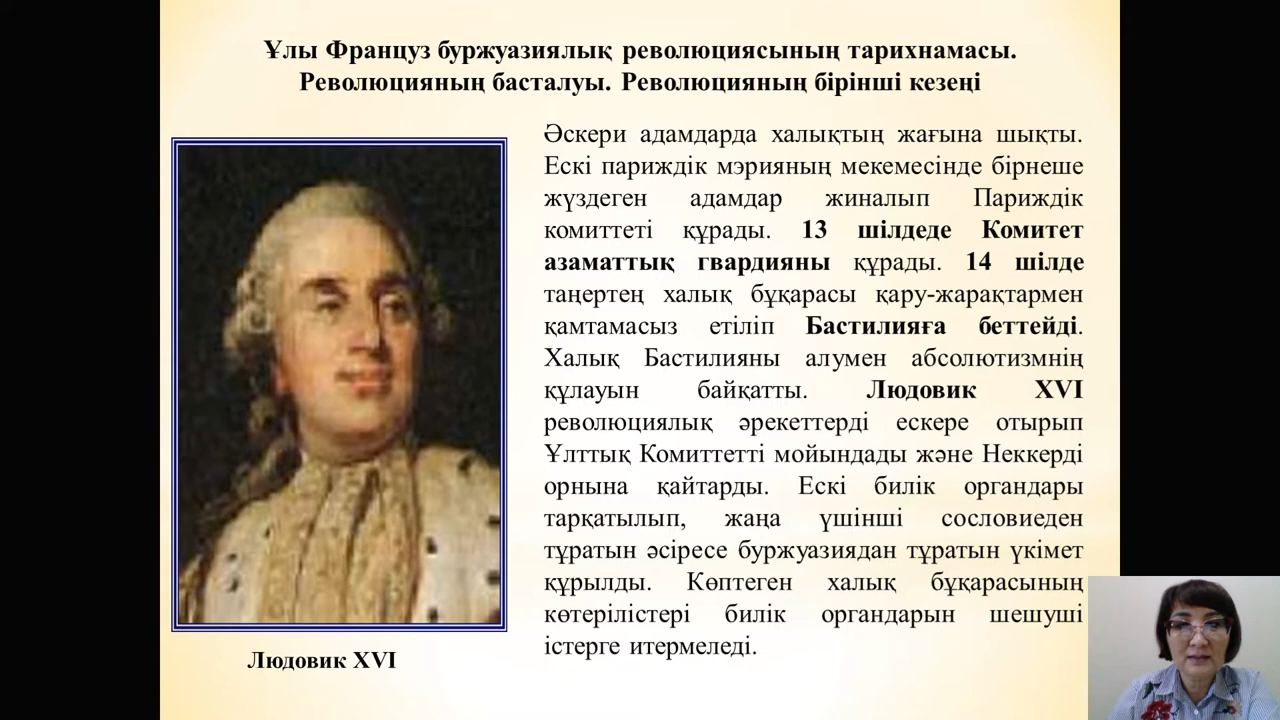 Ұлы Француз буржуазиялық революциясының тарихнамасы.
Революцияның басталуы. Революцияның бірінші кезеңі
Әскери адамдарда халықтың жағына шықты.
Ескі париждік мэрияның мекемесінде бірнеше
жүздеген адамдар жиналып Париждік
комиттеті құрады. 13 шілдеде Комитет
азаматтық гвардияны құрады. 14 шілде
таңертең халық бұқарасы қару-жарақтармен
қамтамасыз етіліп Бастилияға беттейді.
Халық Бастилияны алумен абсолютизмнің
құлауын байқатты. Людовик XVI
революциялық әрекеттерді ескере отырып
Ұлттық Комиттетті мойындады және Неккерді
орнына қайтарды. Ескі билік органдары
тарқатылып, жаңа үшінші сословиеден
тұратын әсіресе буржуазиядан тұратын үкімет
құрылды. Көптеген халық бұқарасының
көтерілістері билік органдарын шешуші
істерге итермеледі.
Людовик XVI